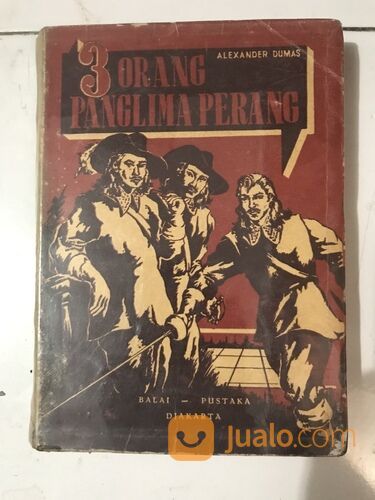 ALEXANDER DUMAS
3 ORANG
PANGLIMA PERANG
BALAI – PUSTAKA
DJAKARTA
Jualo.com